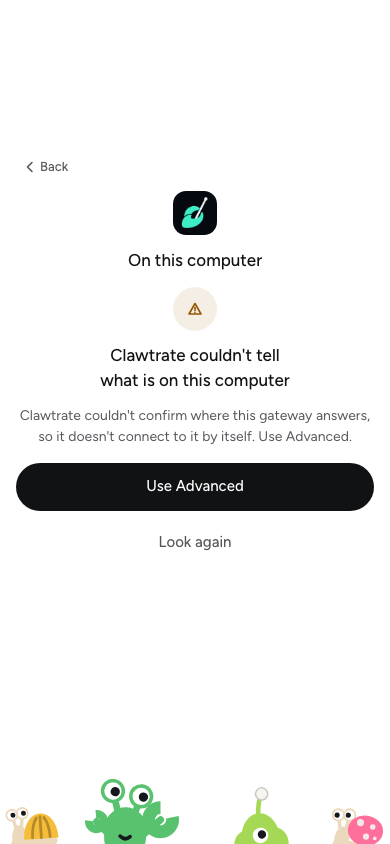 Back
On this computer
Clawtrate couldn't tell
what is on this computer
Clawtrate couldn't confirm where this gateway answers,
so it doesn't connect to it by itself. Use Advanced.
Use Advanced
Look again